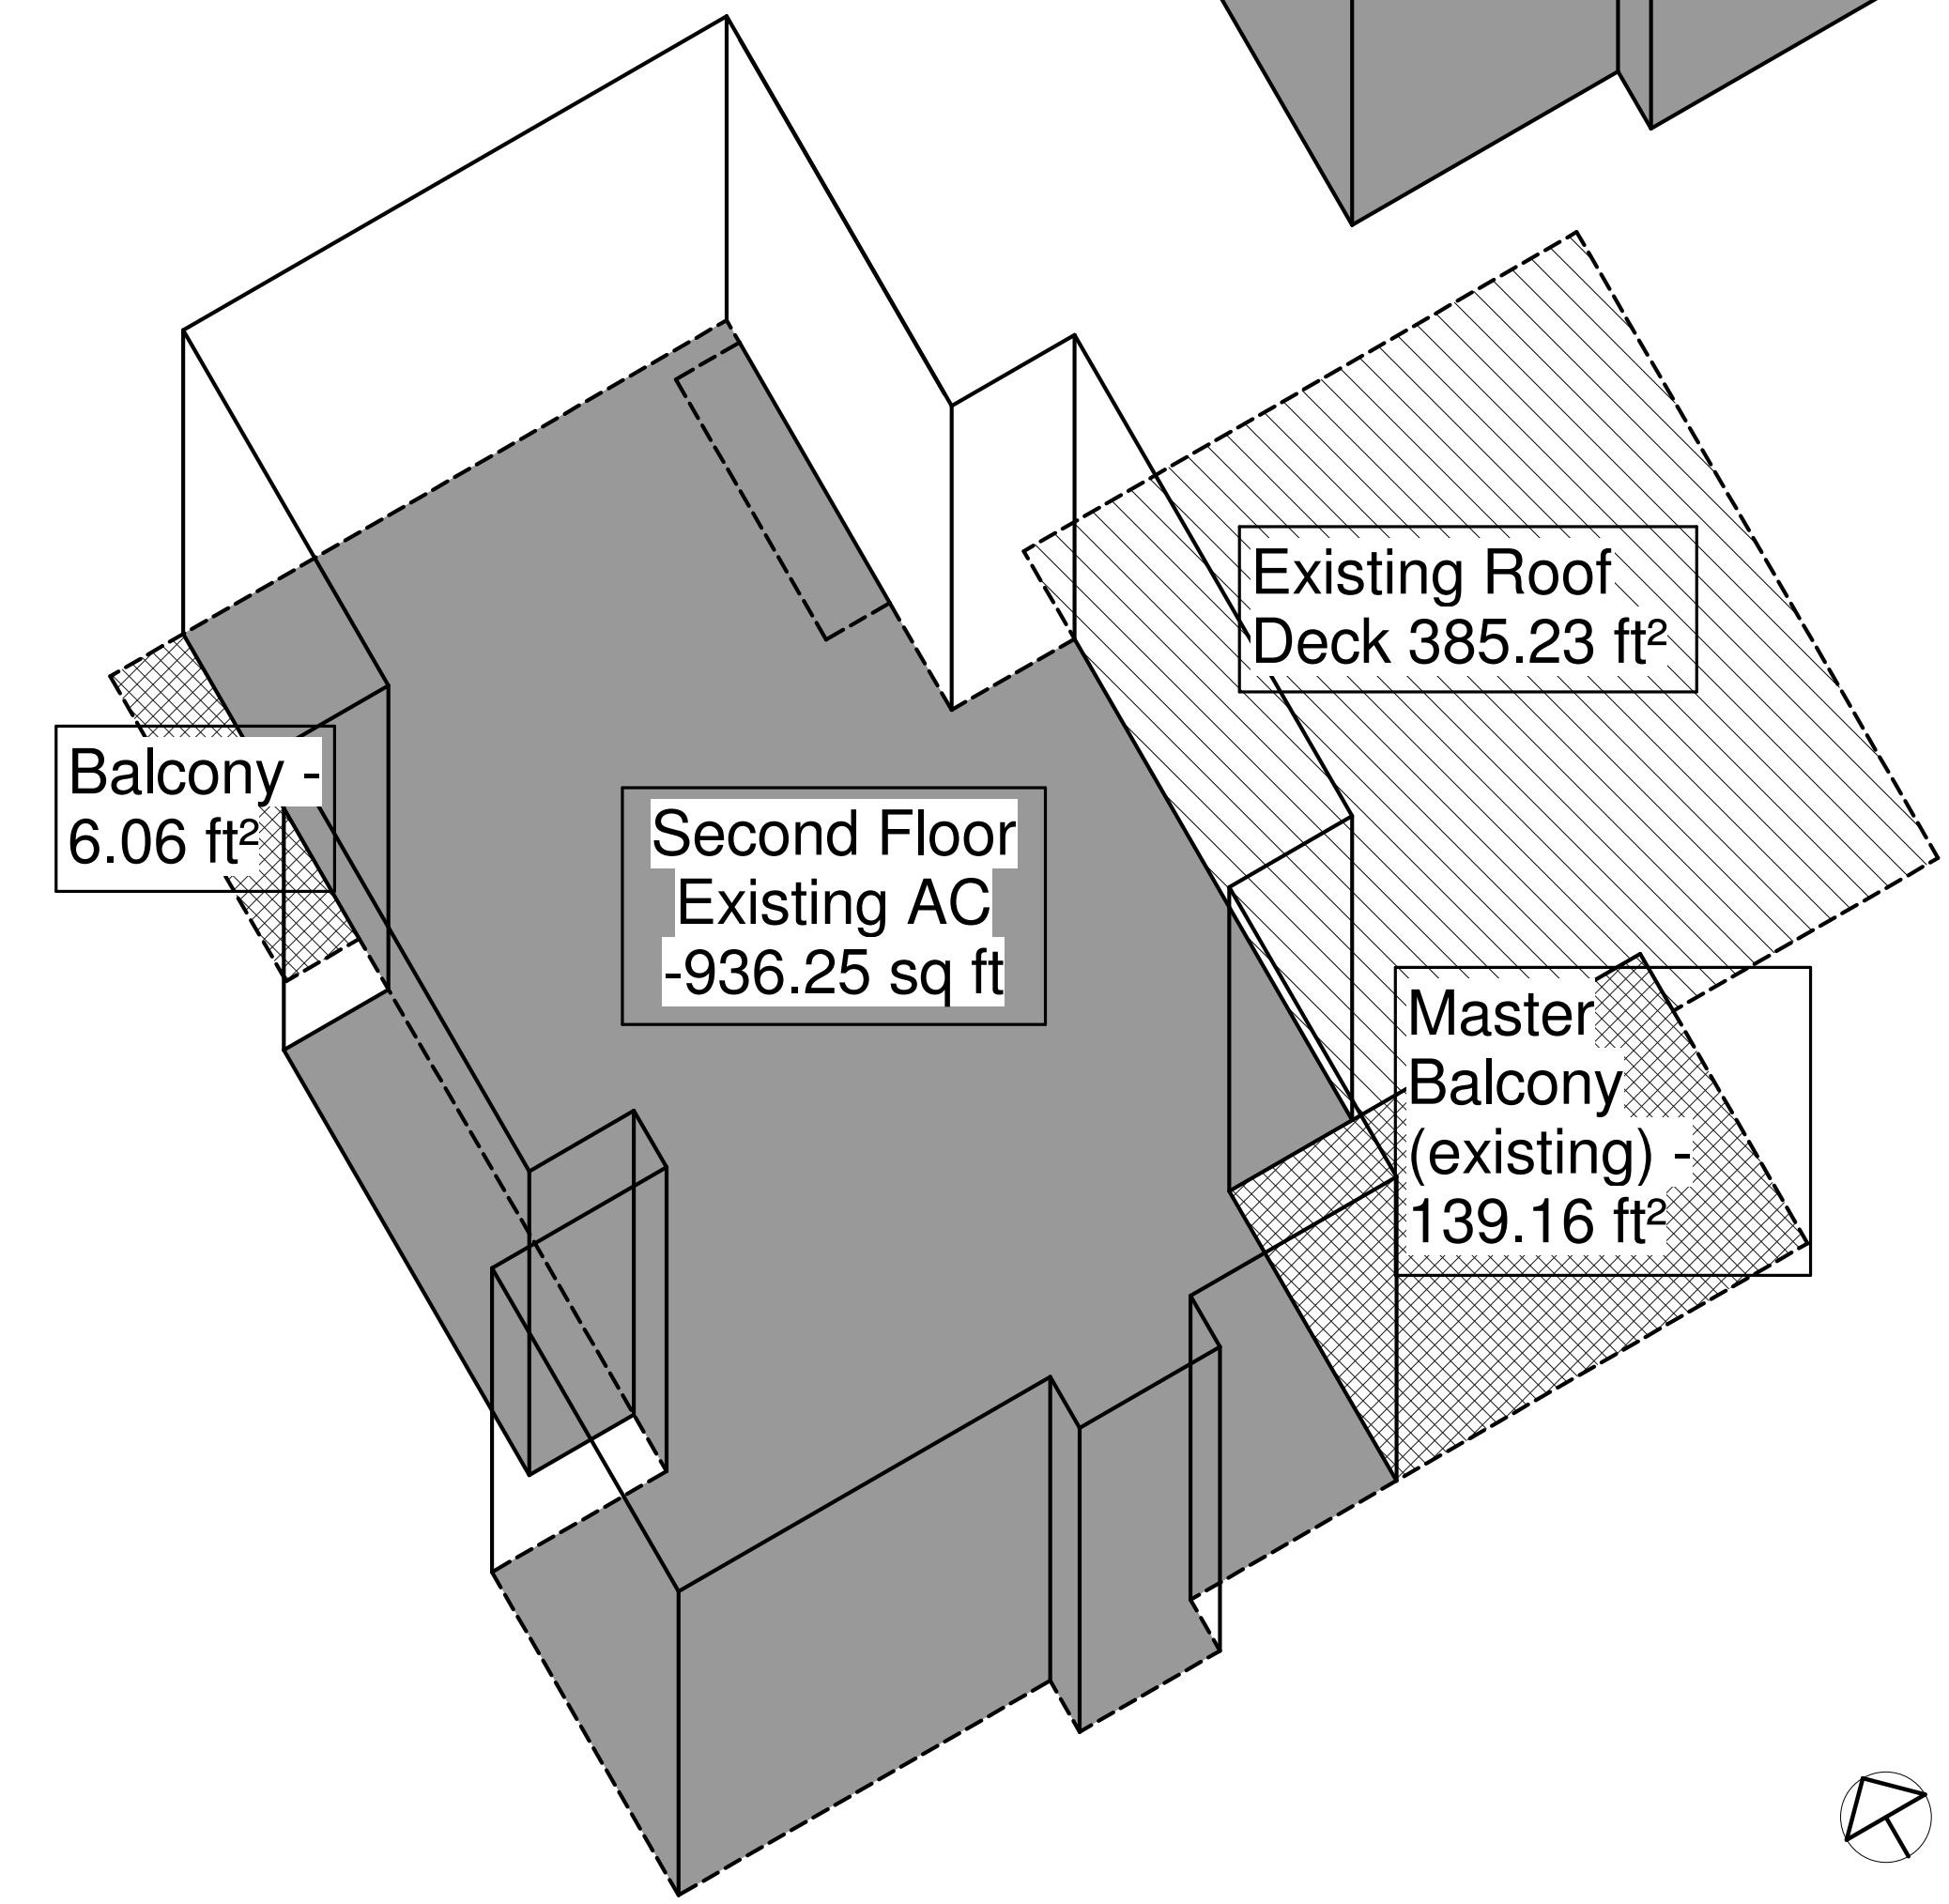 Existing Roof
Deck 385.23 ft²
Balcony -
6.06 ft²
Second Floor
Existing AC
-936.25 sq ft
Master
Balcony
(existing) -
139.16 ft²